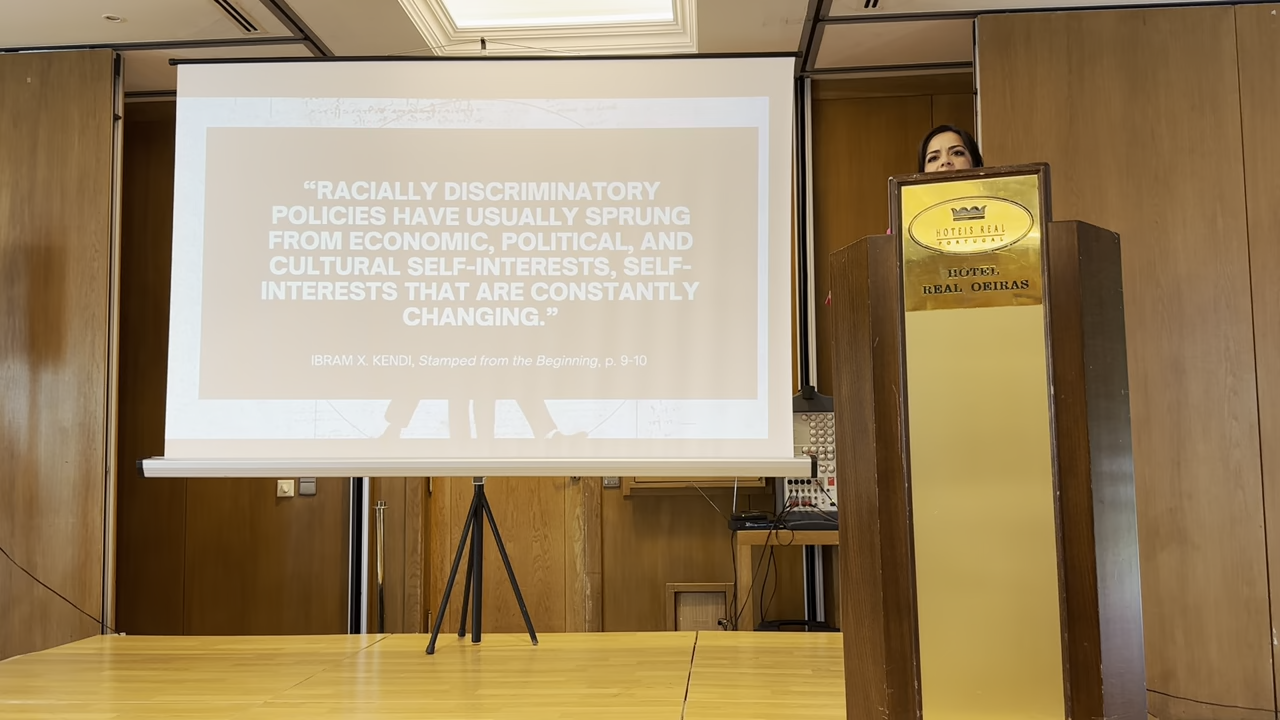 “RACIALLY DISCRIMINATORY
POLICIES HAVE USUALLY SPRUNG
FROM ECONOMIC, POLITICAL, AND
CULTURAL SELF-INTERESTS, SELF-
INTERESTS THAT ARE CONSTANTLY
CHANGING.”
IBRAM X. KENDI, Stamped from the Beginning, p. 9-10
HOTEIS REAL
PORTUGAL
HOTEL
REAL OEIRAS